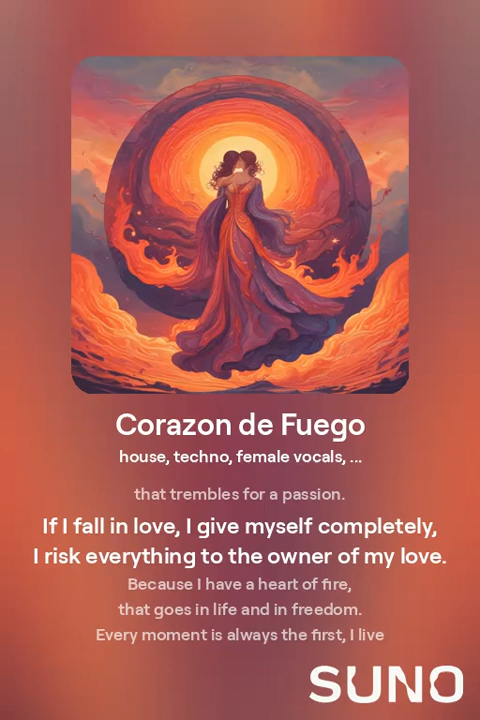 Corazon de Fuego
house, techno, female vocals, ...
that trembles for a passion.
If I fall in love, I give myself completely,
I risk everything to the owner of my love.
Because I have a heart of fire,
that goes in life and in freedom.
Every moment is always the first, I live
SUNO